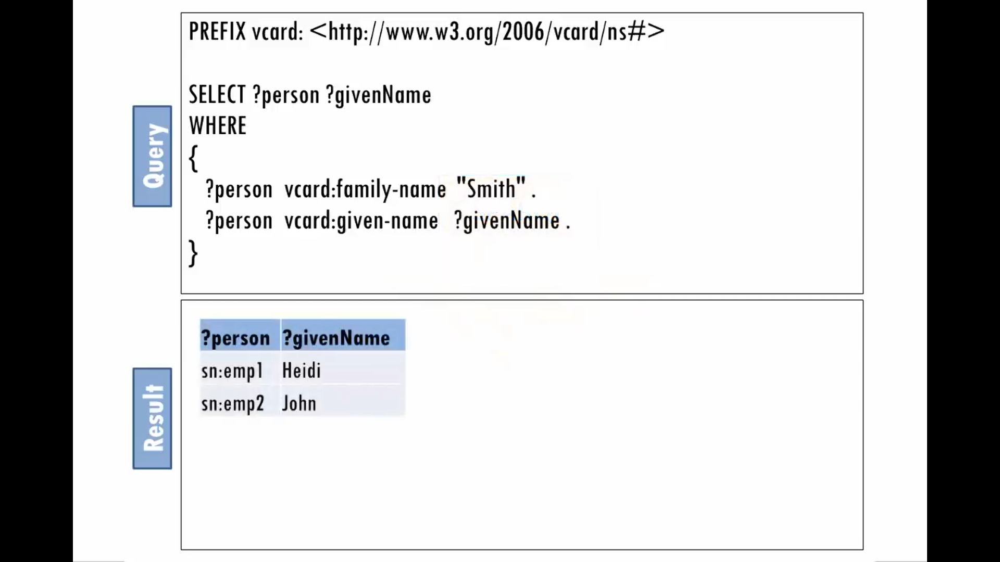 PREFIX vcard: <http://www.w3.org/2006/vcard/ns#>
SELECT ?person ?givenName
WHERE
{
?person vcard:family-name "Smith" .
?person vcard:given-name ?givenName .
}
Query
?person ?givenName
sn:emp1 Heidi
sn:emp2 John
Result